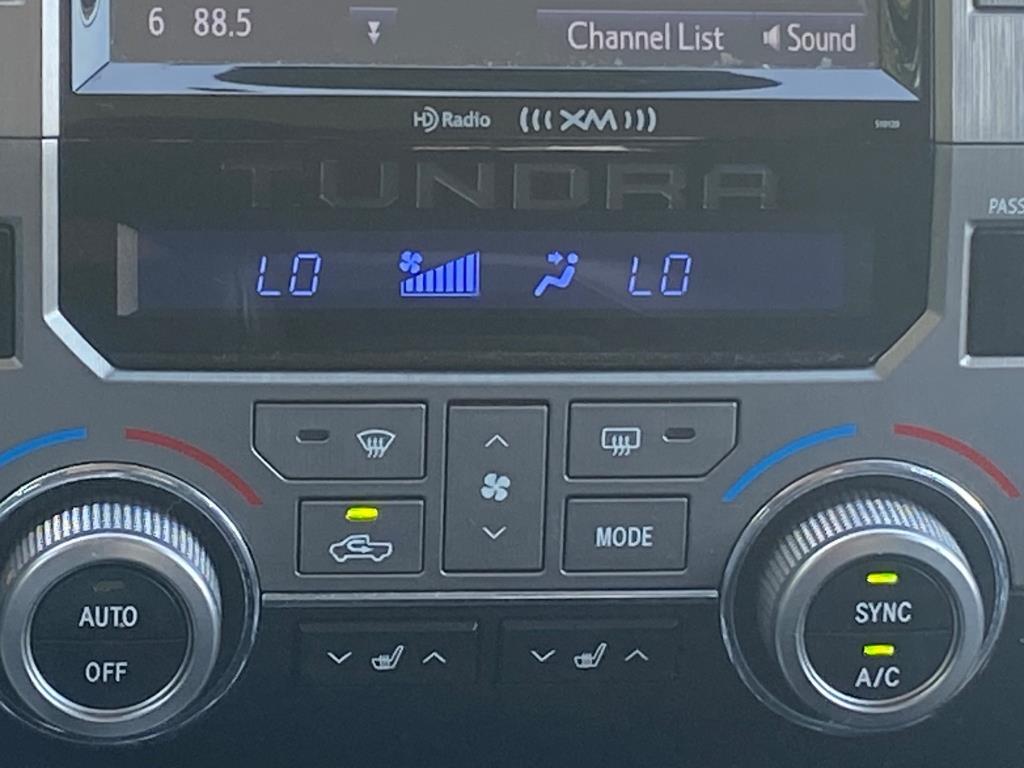 6 88.5 Channel List Sound
HD Radio ((( XM )))
TUNDRA
PASS
LO LO
MODE
AUTO
OFF
SYNC
A/C